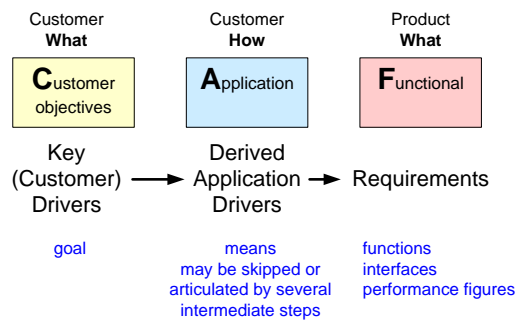 Customer
What
Customer
How
Product
What
Customer
objectives
Application
Functional
Key
(Customer)
Drivers
Derived
Application
Drivers
Requirements
goal
means
may be skipped or
articulated by several
intermediate steps
functions
interfaces
performance figures